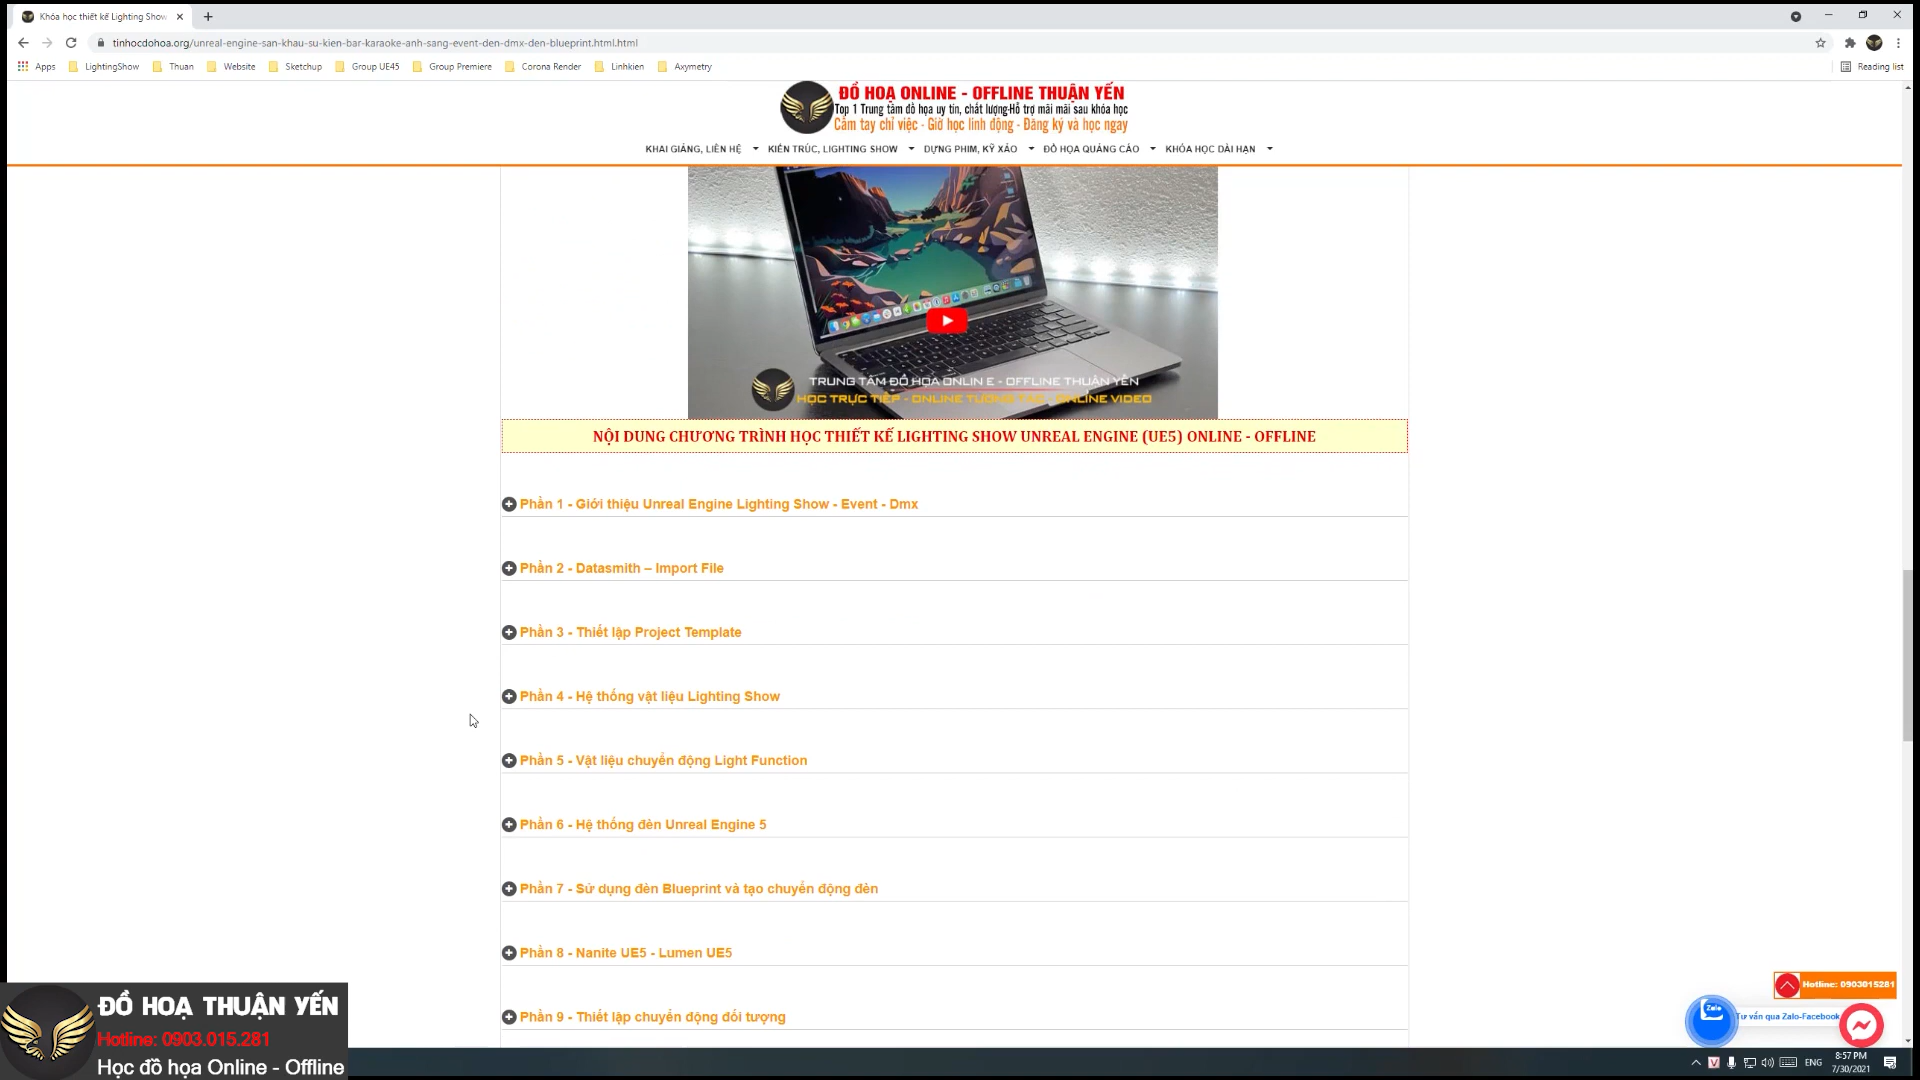 Khóa học thiết kế Lighting Show
tinhocdohoa.org/unreal-engine-san-khau-su-kien-bar-karaoke-anh-sang-event-den-dmx-den-blueprint.html.html
Apps LightingShow Thuan Website Sketchup Group UE45 Group Premiere Corona Render Linhkien Axymetry Reading list
ĐỒ HỌA ONLINE - OFFLINE THUẬN YẾN
Top 1 Trung tâm đồ họa uy tín, chất lượng-Hỗ trợ mãi mãi sau khóa học
Cầm tay chỉ việc - Giờ học linh động - Đăng ký và học ngay
KHAI GIẢNG, LIÊN HỆ KIẾN TRÚC, LIGHTING SHOW DỰNG PHIM, KỸ XẢO ĐỒ HỌA QUẢNG CÁO KHÓA HỌC DÀI HẠN
TRUNG TÂM ĐỒ HỌA ONLIN E - OFFLINE THUẬN YẾN
HỌC TRỰC TIẾP - ONLINE TƯƠNG TÁC - ONLINE VIDEO
NỘI DUNG CHƯƠNG TRÌNH HỌC THIẾT KẾ LIGHTING SHOW UNREAL ENGINE (UE5) ONLINE - OFFLINE
Phần 1 - Giới thiệu Unreal Engine Lighting Show - Event - Dmx
Phần 2 - Datasmith – Import File
Phần 3 - Thiết lập Project Template
Phần 4 - Hệ thống vật liệu Lighting Show
Phần 5 - Vật liệu chuyển động Light Function
Phần 6 - Hệ thống đèn Unreal Engine 5
Phần 7 - Sử dụng đèn Blueprint và tạo chuyển động đèn
Phần 8 - Nanite UE5 - Lumen UE5
Phần 9 - Thiết lập chuyển động đối tượng
Hotline: 0903015281
Zalo
Tư vấn qua Zalo-Facebook
ĐỒ HOẠ THUẬN YẾN
Hotline: 0903.015.281
Học đồ họa Online - Offline
ENG
8:57 PM
7/30/2021